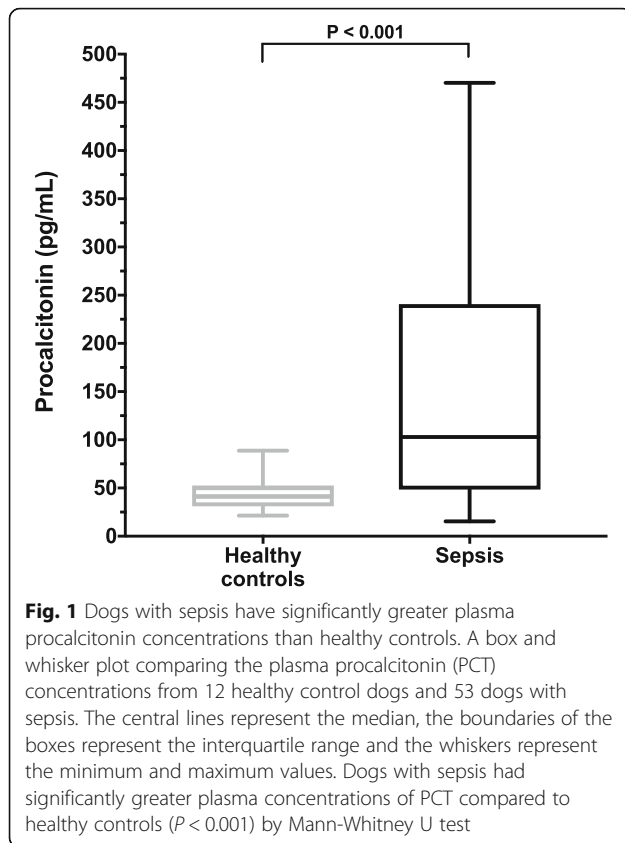 P < 0.001
500
450
400
350
300
250
200
150
100
50
0
Procalcitonin (pg/mL)
Healthy
controls
Sepsis
Fig. 1 Dogs with sepsis have significantly greater plasma
procalcitonin concentrations than healthy controls. A box and
whisker plot comparing the plasma procalcitonin (PCT)
concentrations from 12 healthy control dogs and 53 dogs with
sepsis. The central lines represent the median, the boundaries of the
boxes represent the interquartile range and the whiskers represent
the minimum and maximum values. Dogs with sepsis had
significantly greater plasma concentrations of PCT compared to
healthy controls (P < 0.001) by Mann-Whitney U test